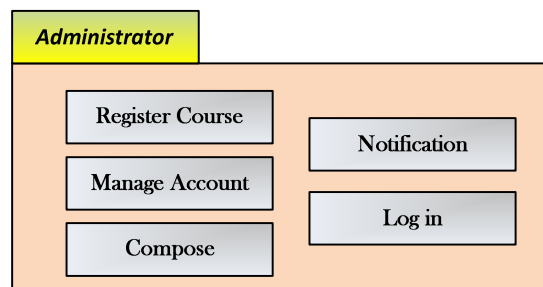 Administrator
Register Course
Manage Account
Compose
Notification
Log in